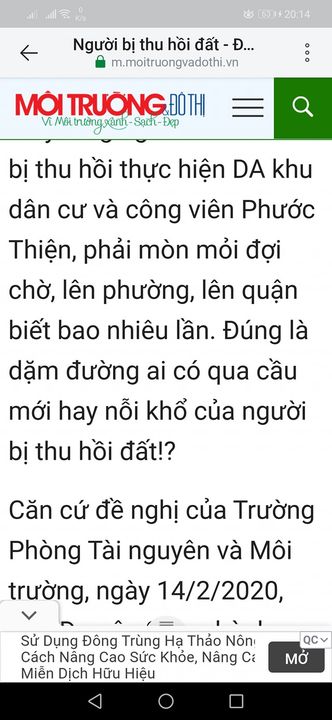 63
20:14
0
K/s
Người bị thu hồi đất - Đ...
m.moitruongvadothi.vn
MÔI TRƯỜNG & ĐÔ THỊ
Vì Môi trường Xanh - Sạch - Đẹp
bị thu hồi thực hiện DA khu
dân cư và công viên Phước
Thiện, phải mòn mỏi đợi
chờ, lên phường, lên quận
biết bao nhiêu lần. Đúng là
dặm đường ai có qua cầu
mới hay nỗi khổ của người
bị thu hồi đất!?
Căn cứ đề nghị của Trường
Phòng Tài nguyên và Môi
trường, ngày 14/2/2020,
Sử Dụng Đông Trùng Hạ Thảo Nông
Cách Nâng Cao Sức Khỏe, Nâng Ca
Miễn Dịch Hữu Hiệu
QC
MỞ